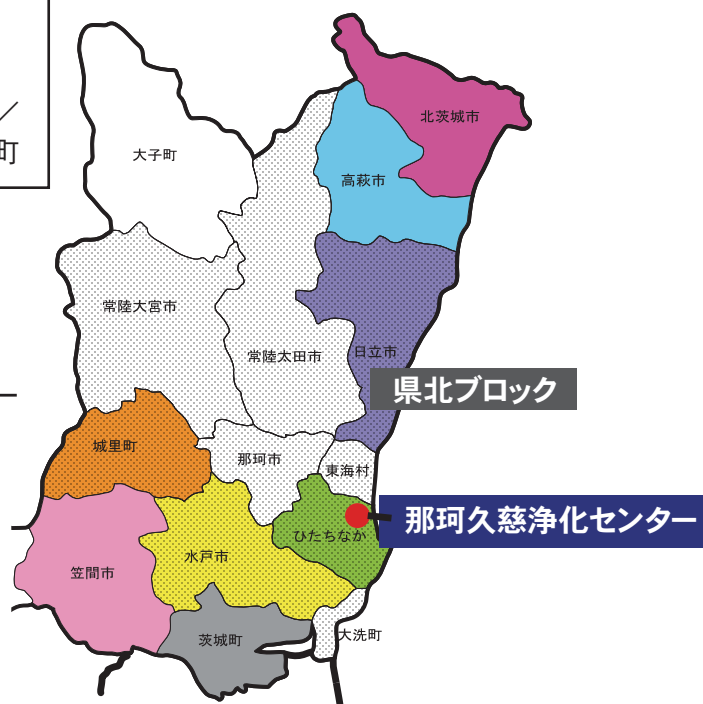 ／
町
北茨城市
大子町
高萩市
常陸大宮市
常陸太田市
日立市
県北ブロック
城里町
那珂市
東海村
那珂久慈浄化センター
ひたちなか
水戸市
笠間市
茨城町
大洗町